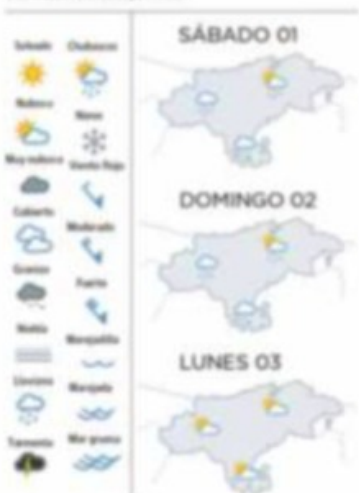 Soleado Chubascos
Nuboso Nieve
Muy nuboso Viento flojo
Cubierto Moderado
Granizo Fuerte
Niebla Marejadilla
Lluvioso Marejada
Tormenta Mar gruesa
SÁBADO 01
DOMINGO 02
LUNES 03